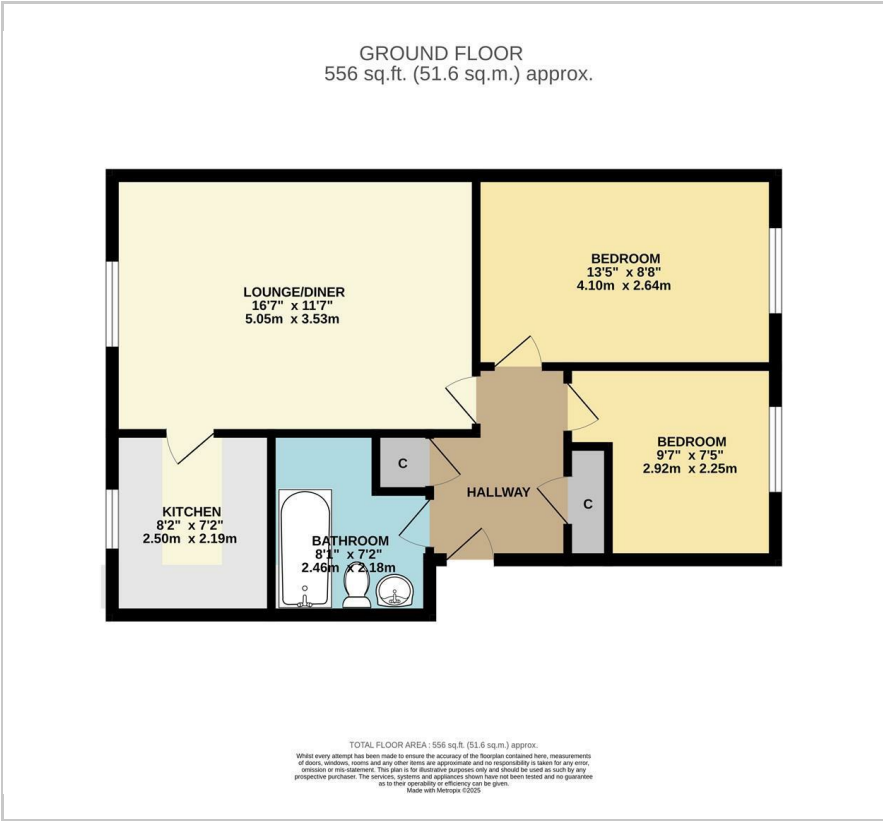 GROUND FLOOR
556 sq.ft. (51.6 sq.m.) approx.
BEDROOM
13'5" x 8'8"
4.10m x 2.64m
LOUNGE/DINER
16'7" x 11'7"
5.05m x 3.53m
BEDROOM
9'7" x 7'5"
2.92m x 2.25m
C
C
HALLWAY
KITCHEN
8'2" x 7'2"
2.50m x 2.19m
BATHROOM
8'1" x 7'2"
2.46m x 2.18m
TOTAL FLOOR AREA : 556 sq.ft. (51.6 sq.m.) approx.
Whilst every attempt has been made to ensure the accuracy of the floorplan contained here, measurements
of doors, windows, rooms and any other items are approximate and no responsibility is taken for any error,
omission or mis-statement. This plan is for illustrative purposes only and should be used as such by any
prospective purchaser. The services, systems and appliances shown have not been tested and no guarantee
as to their operability or efficiency can be given.
Made with Metropix ©2025